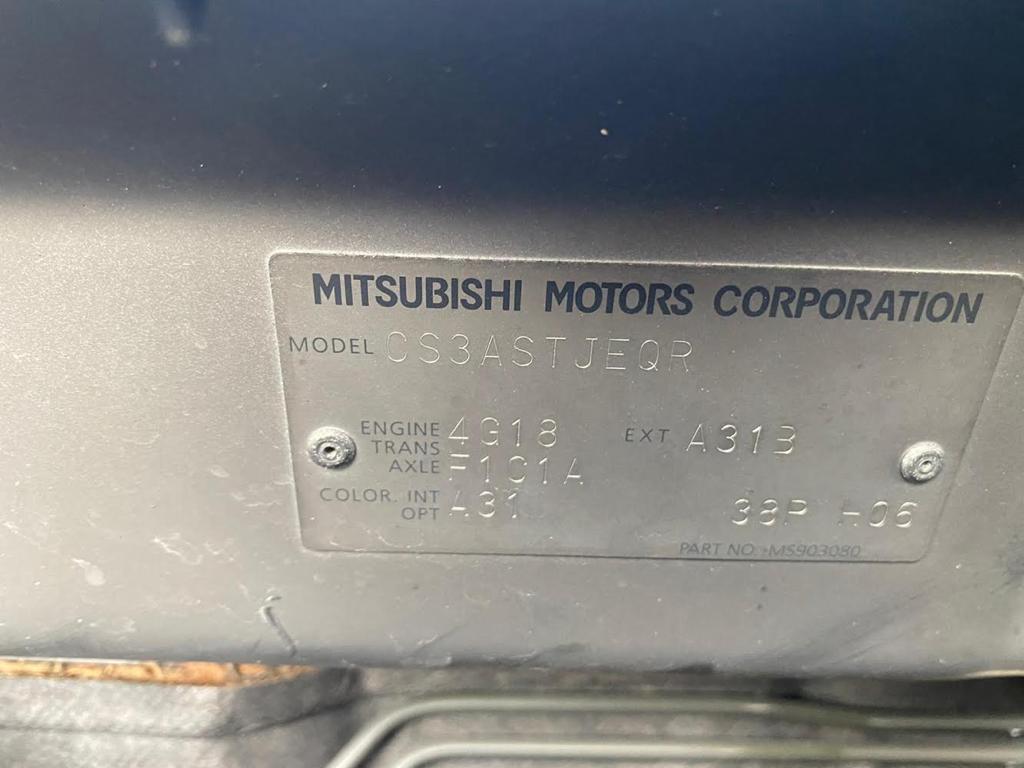 MITSUBISHI MOTORS CORPORATION
MODEL CS3ASTJEQR
ENGINE 4G18 EXT A31B
TRANS
AXLE F1C1A
COLOR. INT A31
OPT 38P H06
PART NO. MS903080